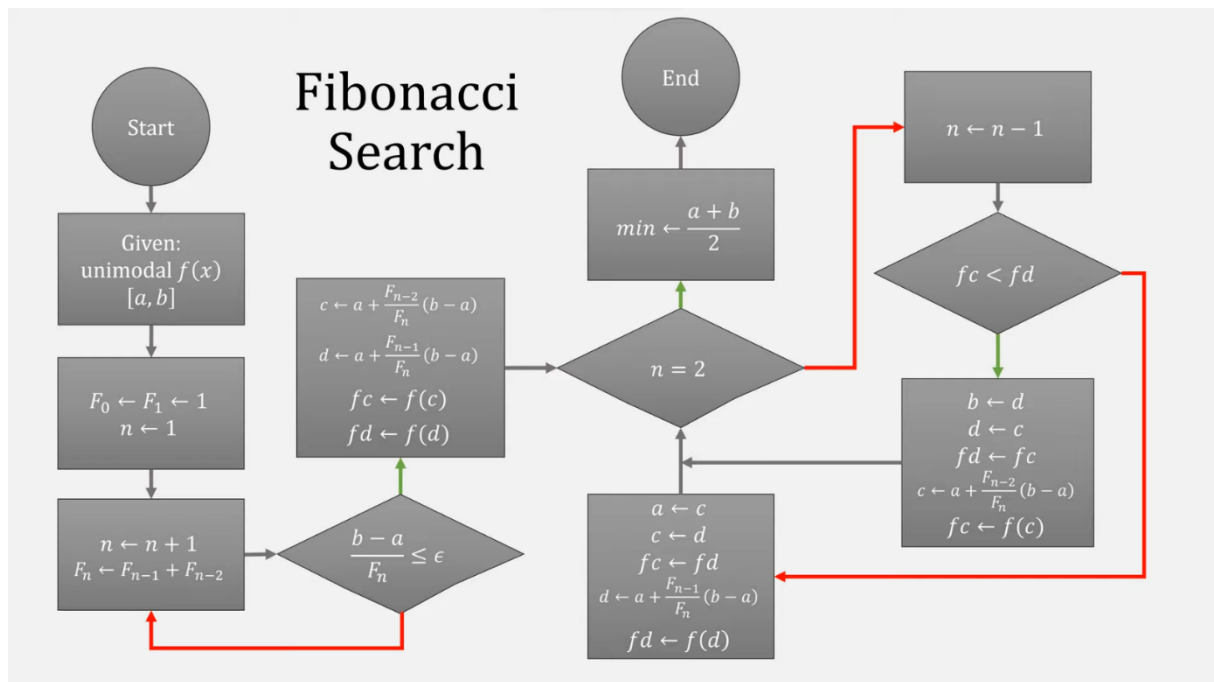 Fibonacci
Search
Start
Given:
unimodal f(x)
[a, b]
F₀ ← F₁ ← 1
n ← 1
n ← n + 1
Fₙ ← Fₙ₋₁ + Fₙ₋₂
(b − a)/Fₙ ≤ ϵ
c ← a + (Fₙ₋₂/Fₙ)(b − a)
d ← a + (Fₙ₋₁/Fₙ)(b − a)
fc ← f(c)
fd ← f(d)
n = 2
min ← (a + b)/2
End
n ← n − 1
fc < fd
b ← d
d ← c
fd ← fc
c ← a + (Fₙ₋₂/Fₙ)(b − a)
fc ← f(c)
a ← c
c ← d
fc ← fd
d ← a + (Fₙ₋₁/Fₙ)(b − a)
fd ← f(d)